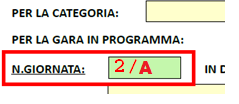 PER LA CATEGORIA:
PER LA GARA IN PROGRAMMA:
N.GIORNATA: 2/A IN D